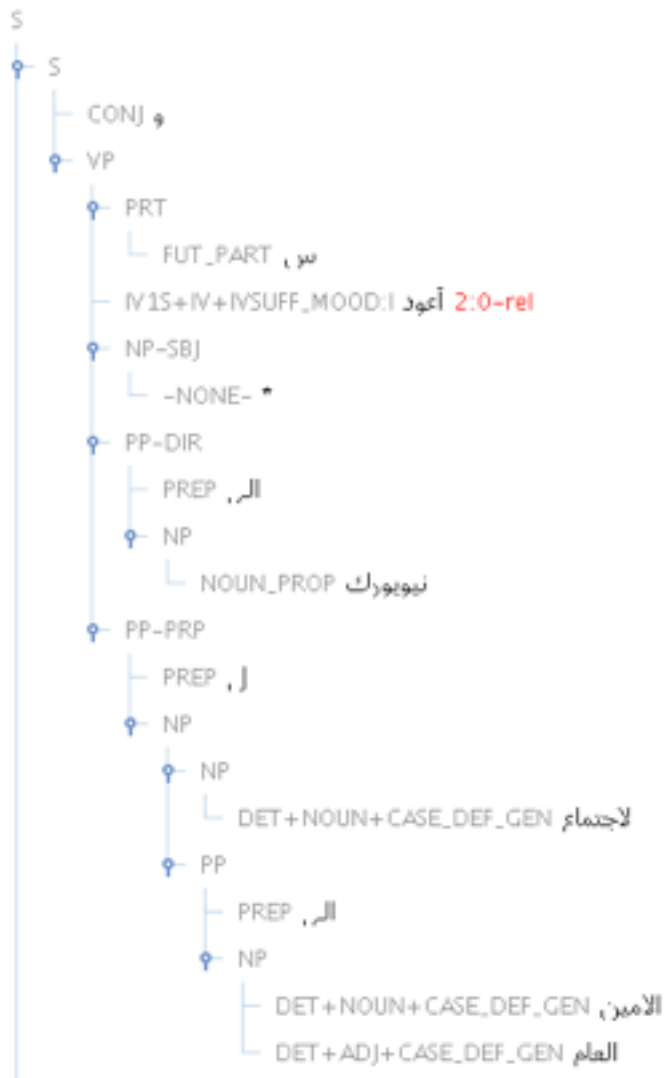 S
S
CONJ و
VP
PRT
FUT_PART س
IV1S+IV+IVSUFF_MOOD:I أعود 2:0-rel
NP-SBJ
-NONE- *
PP-DIR
PREP الى
NP
NOUN_PROP نيويورك
PP-PRP
PREP ل
NP
NP
DET+NOUN+CASE_DEF_GEN لاجتماع
PP
PREP الى
NP
DET+NOUN+CASE_DEF_GEN الامين
DET+ADJ+CASE_DEF_GEN العام